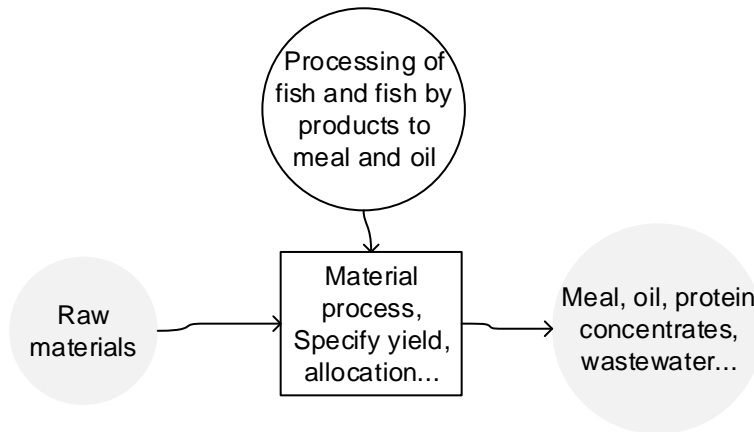 Processing of
fish and fish by
products to
meal and oil
Raw
materials
Material
process,
Specify yield,
allocation...
Meal, oil, protein
concentrates,
wastewater...